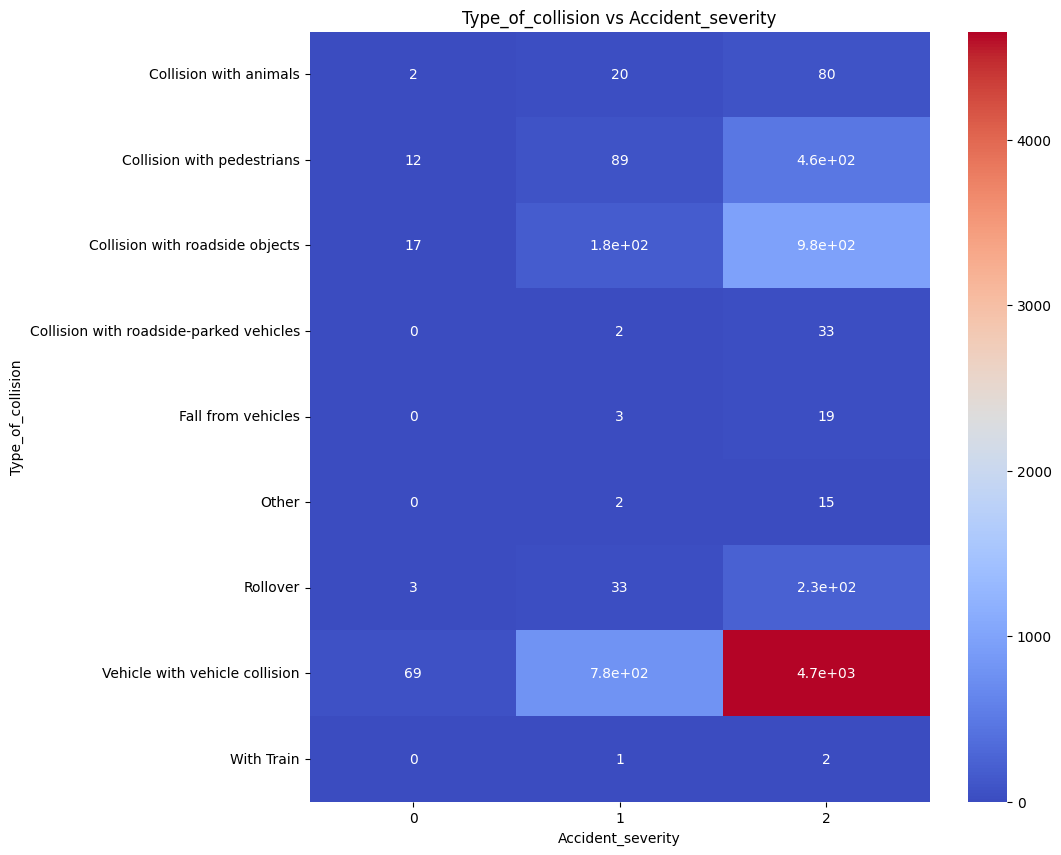 Type_of_collision vs Accident_severity
Collision with animals 2 20 80
Collision with pedestrians 12 89 4.6e+02
Collision with roadside objects 17 1.8e+02 9.8e+02
Collision with roadside-parked vehicles 0 2 33
Fall from vehicles 0 3 19
Other 0 2 15
Rollover 3 33 2.3e+02
Vehicle with vehicle collision 69 7.8e+02 4.7e+03
With Train 0 1 2
0 1 2
Accident_severity
Type_of_collision
4000
3000
2000
1000
0